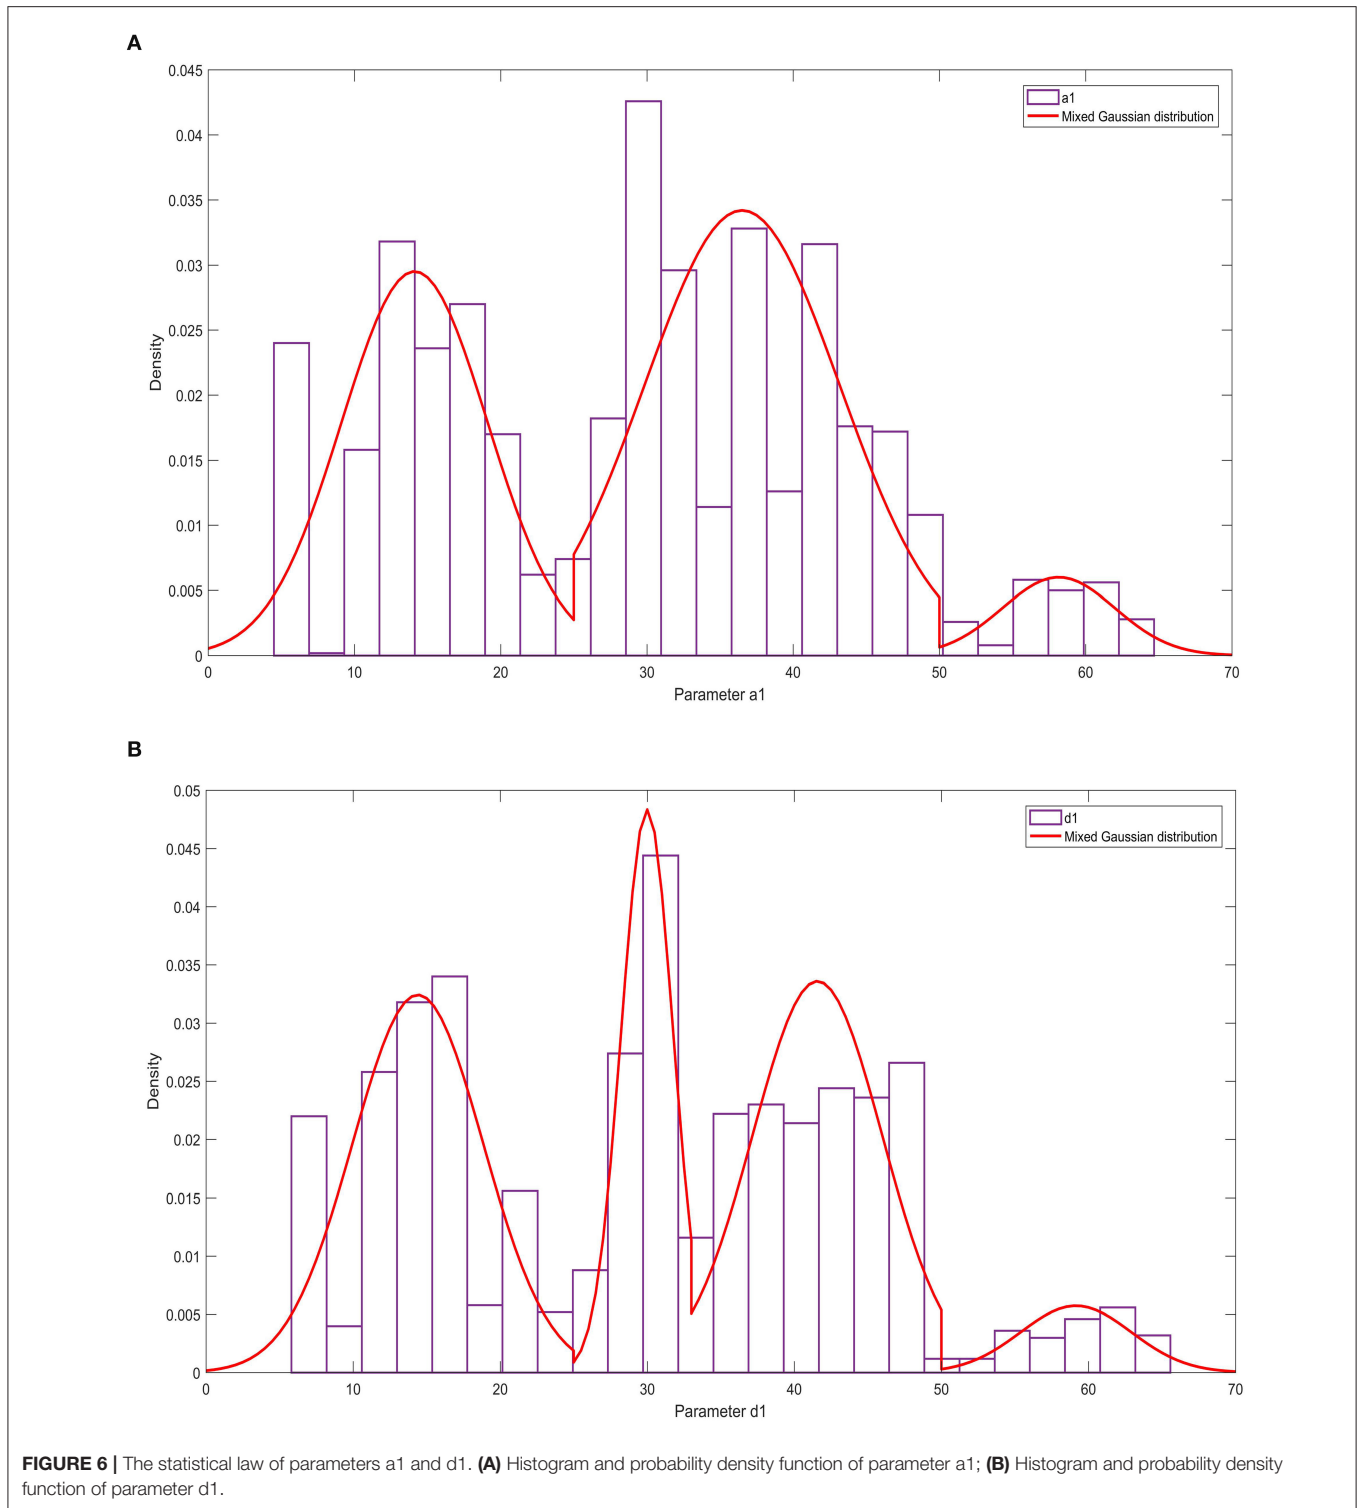 A
0.045
0.04
0.035
0.03
0.025
0.02
0.015
0.01
0.005
0
Density
a1
Mixed Gaussian distribution
0 10 20 30 40 50 60 70
Parameter a1
B
0.05
0.045
0.04
0.035
0.03
0.025
0.02
0.015
0.01
0.005
0
Density
d1
Mixed Gaussian distribution
0 10 20 30 40 50 60 70
Parameter d1
FIGURE 6 | The statistical law of parameters a1 and d1. (A) Histogram and probability density function of parameter a1; (B) Histogram and probability density
function of parameter d1.